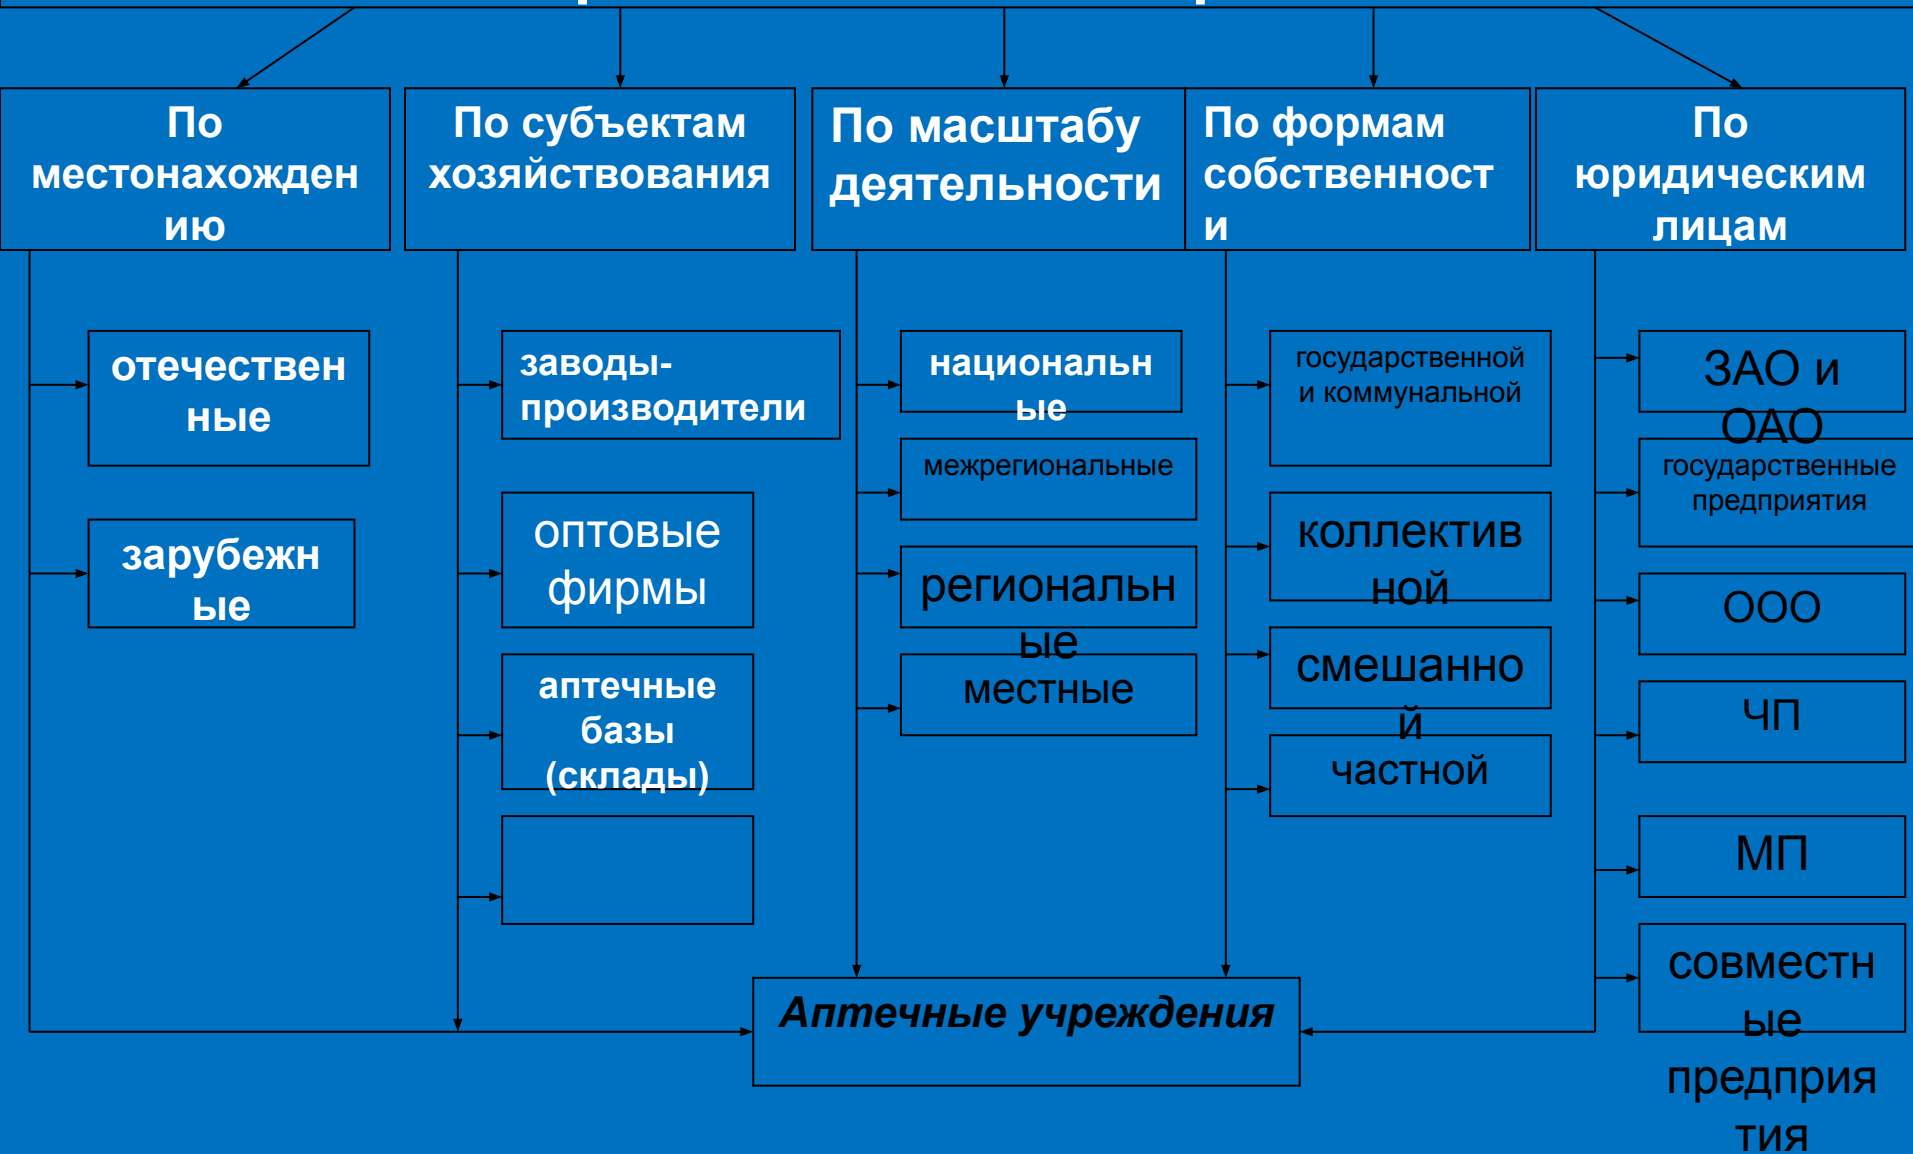 По
местонахожден
ию
По субъектам
хозяйствования
По масштабу
деятельности
По формам
собственност
и
По
юридическим
лицам
отечествен
ные
зарубежн
ые
заводы-
производители
оптовые
фирмы
аптечные
базы
(склады)
национальн
ые
межрегиональные
региональн
ые
местные
государственной
и коммунальной
коллектив
ной
смешанно
й
частной
ЗАО и
ОАО
государственные
предприятия
ООО
ЧП
МП
совместн
ые
предприя
тия
Аптечные учреждения